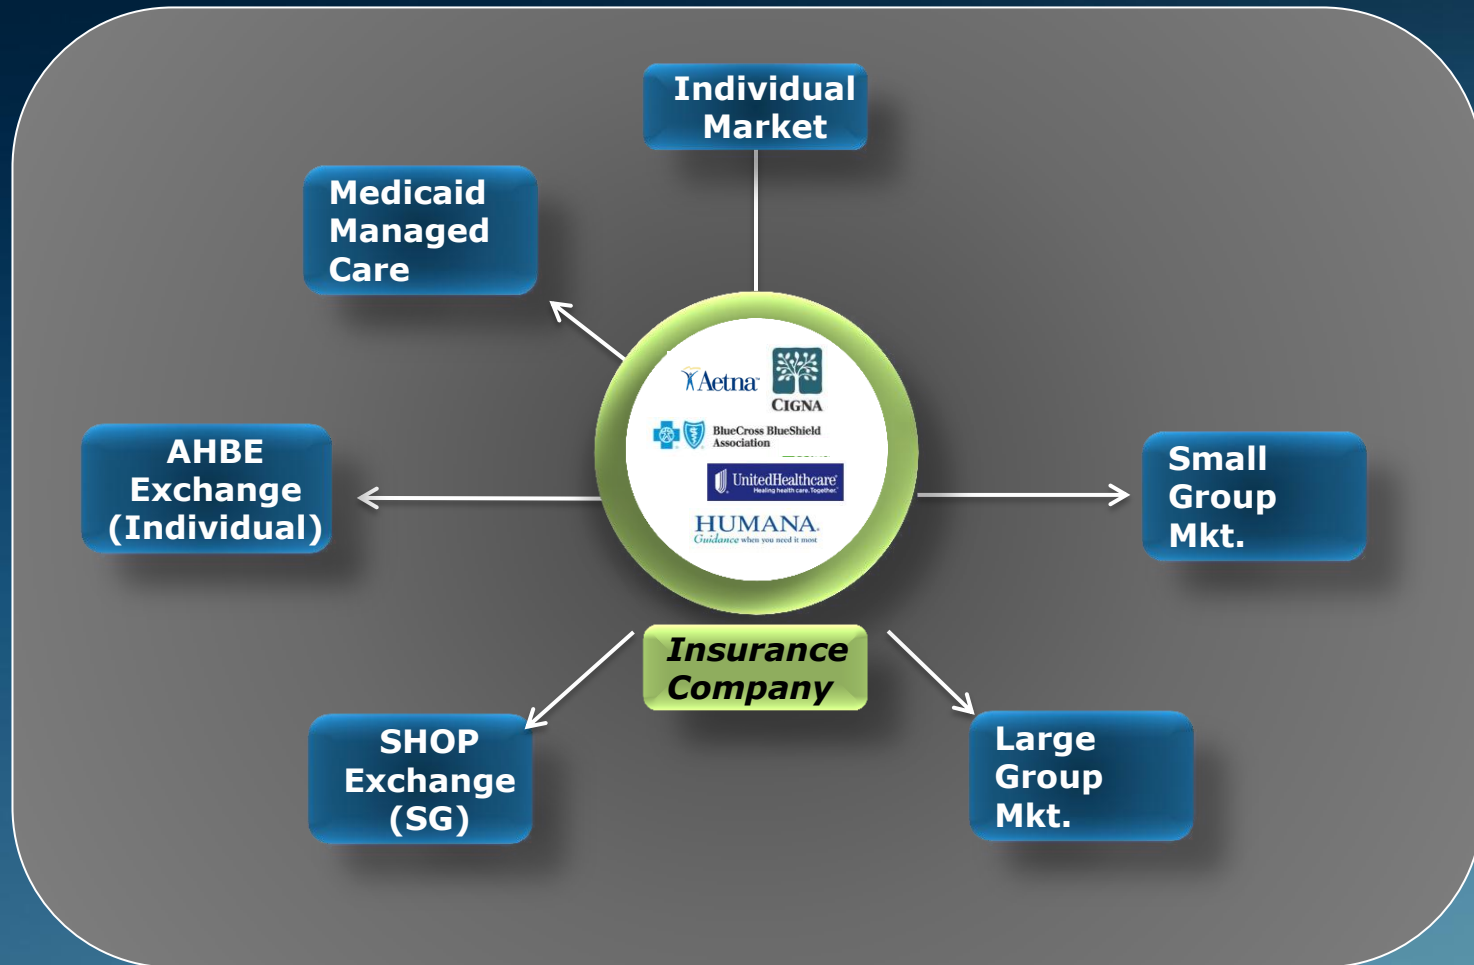 Individual
Market
Medicaid
Managed
Care
Aetna
CIGNA
BlueCross BlueShield
Association
UnitedHealthcare
Healing health care. Together.
HUMANA.
Guidance when you need it most
AHBE
Exchange
(Individual)
Small
Group
Mkt.
Insurance
Company
SHOP
Exchange
(SG)
Large
Group
Mkt.